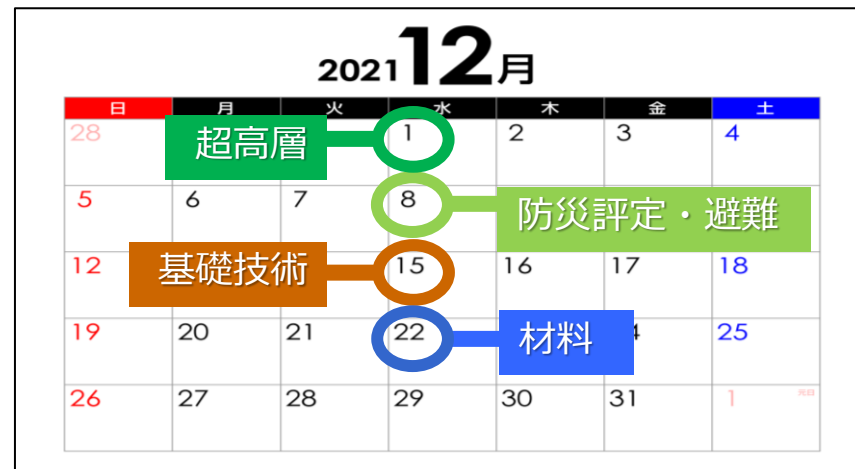 2021 12月
日 月 火 水 木 金 土
28 超高層 1 2 3 4
5 6 7 8 防災評定・避難
12 基礎技術 15 16 17 18
19 20 21 22 材料 25
26 27 28 29 30 31 1 元日